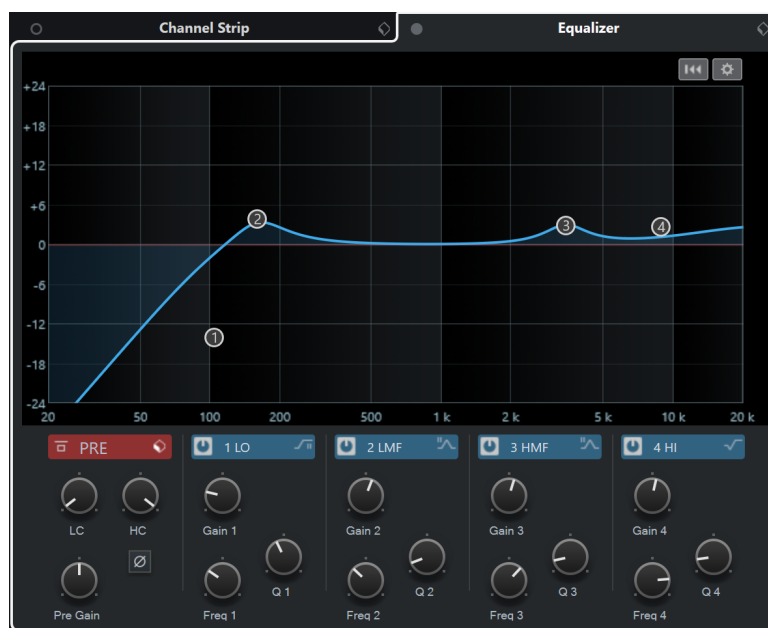 Channel Strip
Equalizer
+24
+18
+12
+6
0
-6
-12
-18
-24
2
3
4
1
20 50 100 200 500 1 k 2 k 5 k 10 k 20 k
PRE 1 LO 2 LMF 3 HMF 4 HI
LC HC Gain 1 Gain 2 Gain 3 Gain 4
Q 1 Q 2 Q 3 Q 4
Pre Gain Freq 1 Freq 2 Freq 3 Freq 4